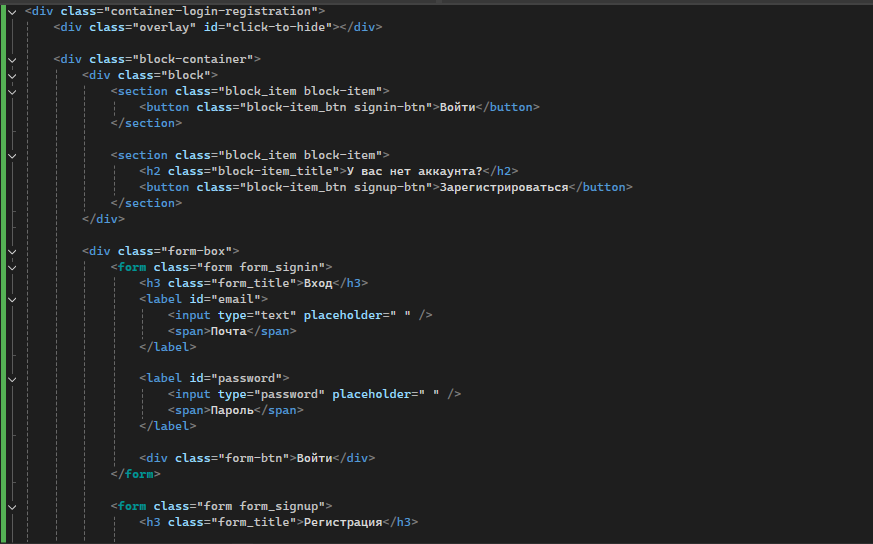 <div class="container-login-registration">
<div class="overlay" id="click-to-hide"></div>
<div class="block-container">
<div class="block">
<section class="block_item block-item">
<button class="block-item_btn signin-btn">Войти</button>
</section>
<section class="block_item block-item">
<h2 class="block-item_title">У вас нет аккаунта?</h2>
<button class="block-item_btn signup-btn">Зарегистрироваться</button>
</section>
</div>
<div class="form-box">
<form class="form form_signin">
<h3 class="form_title">Вход</h3>
<label id="email">
<input type="text" placeholder=" " />
<span>Почта</span>
</label>
<label id="password">
<input type="password" placeholder=" " />
<span>Пароль</span>
</label>
<div class="form-btn">Войти</div>
</form>
<form class="form form_signup">
<h3 class="form_title">Регистрация</h3>